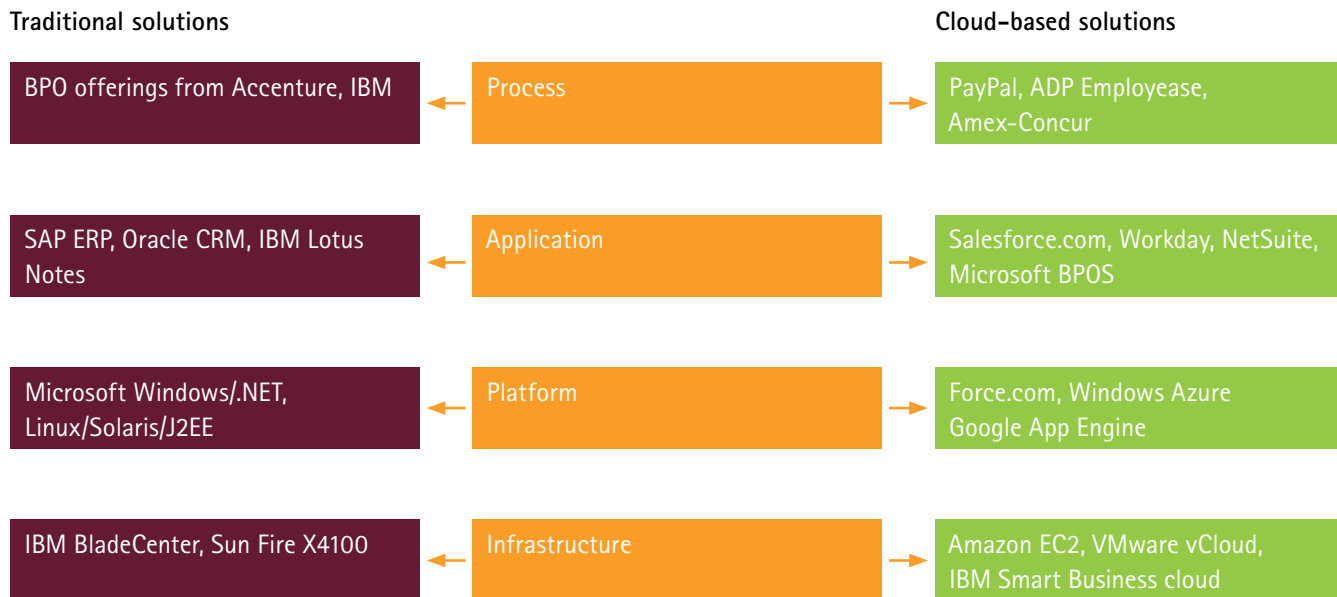 Traditional solutions
Cloud-based solutions
BPO offerings from Accenture, IBM
Process
PayPal, ADP Employease,
Amex-Concur
SAP ERP, Oracle CRM, IBM Lotus
Notes
Application
Salesforce.com, Workday, NetSuite,
Microsoft BPOS
Microsoft Windows/.NET,
Linux/Solaris/J2EE
Platform
Force.com, Windows Azure
Google App Engine
IBM BladeCenter, Sun Fire X4100
Infrastructure
Amazon EC2, VMware vCloud,
IBM Smart Business cloud